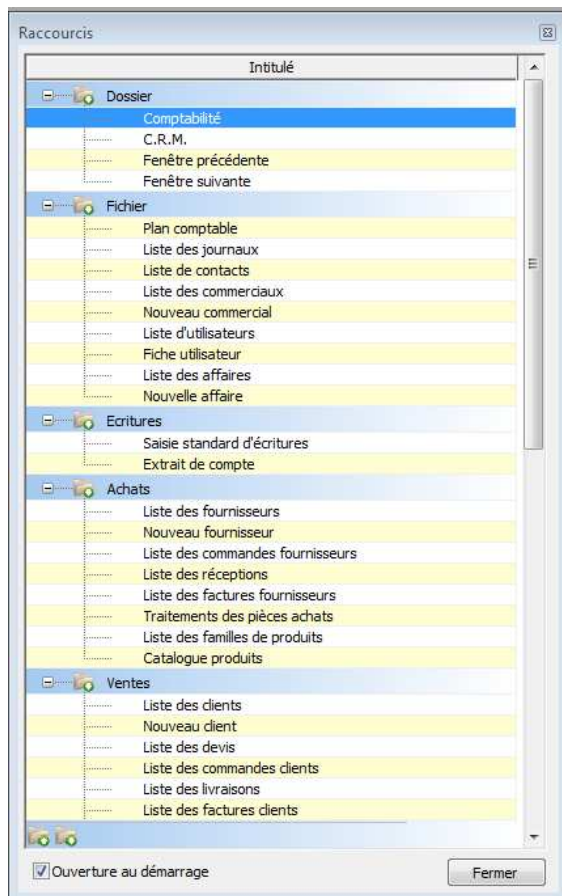 Raccourcis
Intitulé
Dossier
Comptabilité
C.R.M.
Fenêtre précédente
Fenêtre suivante
Fichier
Plan comptable
Liste des journaux
Liste de contacts
Liste des commerciaux
Nouveau commercial
Liste d'utilisateurs
Fiche utilisateur
Liste des affaires
Nouvelle affaire
Ecritures
Saisie standard d'écritures
Extrait de compte
Achats
Liste des fournisseurs
Nouveau fournisseur
Liste des commandes fournisseurs
Liste des réceptions
Liste des factures fournisseurs
Traitements des pièces achats
Liste des familles de produits
Catalogue produits
Ventes
Liste des clients
Nouveau client
Liste des devis
Liste des commandes clients
Liste des livraisons
Liste des factures clients
Ouverture au démarrage
Fermer